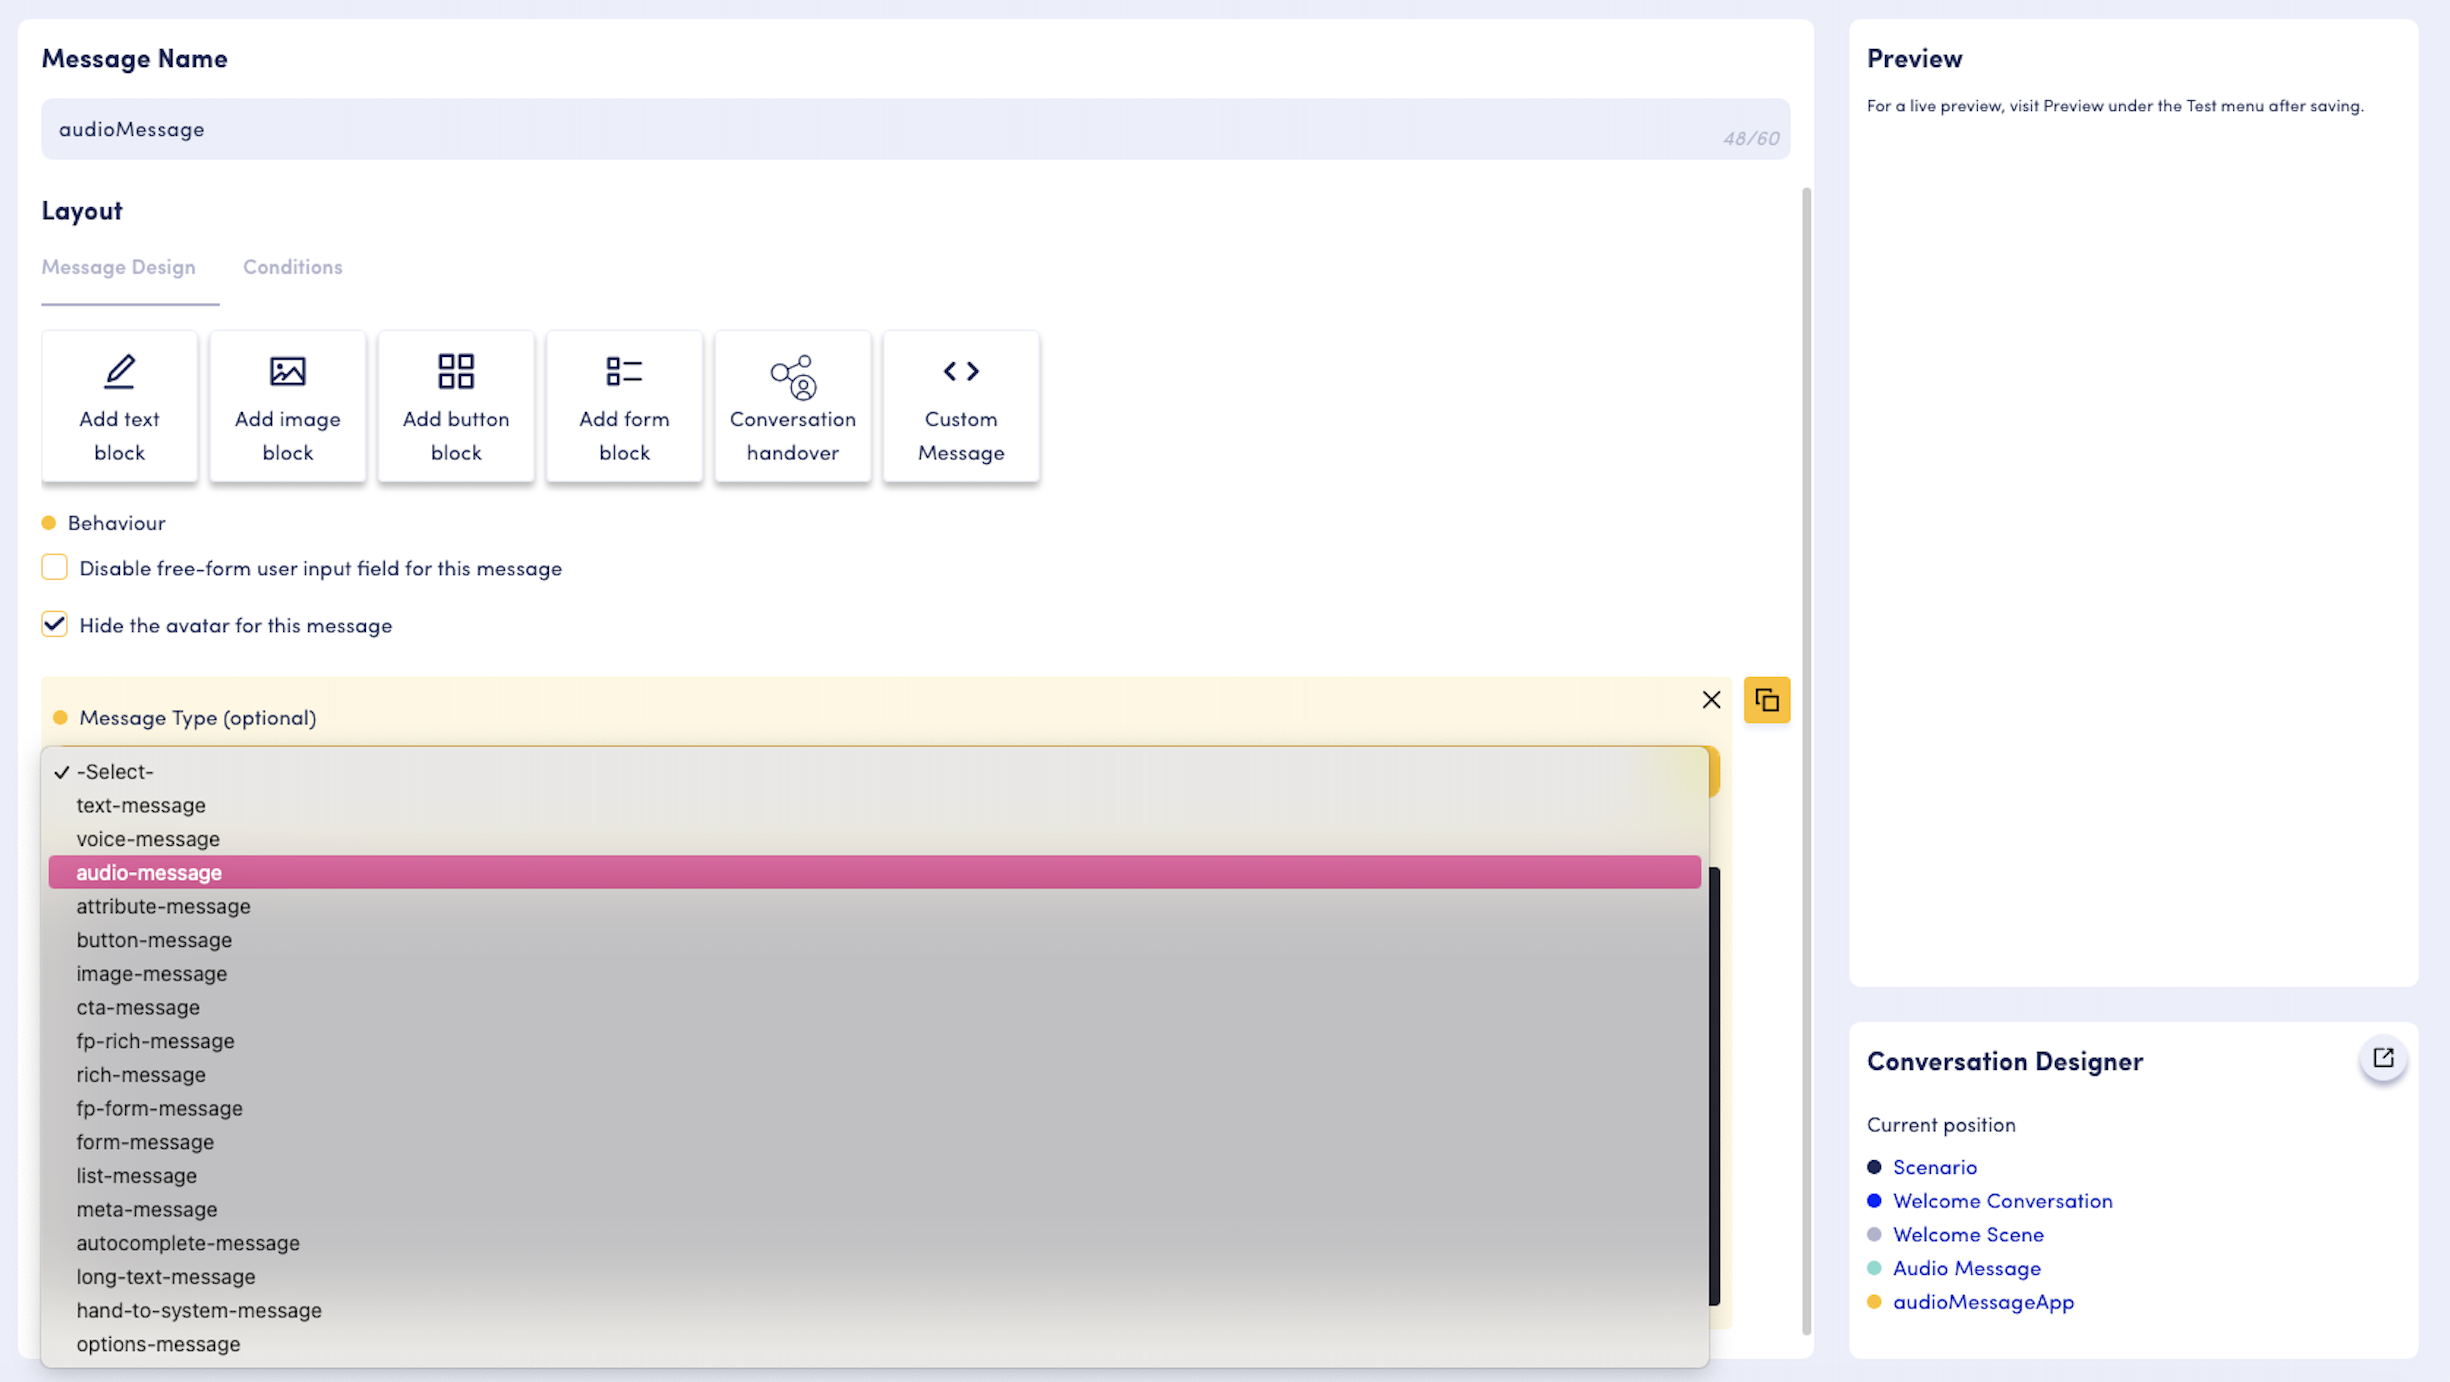 Message Name
audioMessage
48/60
Layout
Message Design
Conditions
Add text
block
Add image
block
Add button
block
Add form
block
Conversation
handover
Custom
Message
Behaviour
Disable free-form user input field for this message
Hide the avatar for this message
Message Type (optional)
-Select-
text-message
voice-message
audio-message
attribute-message
button-message
image-message
cta-message
fp-rich-message
rich-message
fp-form-message
form-message
list-message
meta-message
autocomplete-message
long-text-message
hand-to-system-message
options-message
Preview
For a live preview, visit Preview under the Test menu after saving.
Conversation Designer
Current position
Scenario
Welcome Conversation
Welcome Scene
Audio Message
audioMessageApp